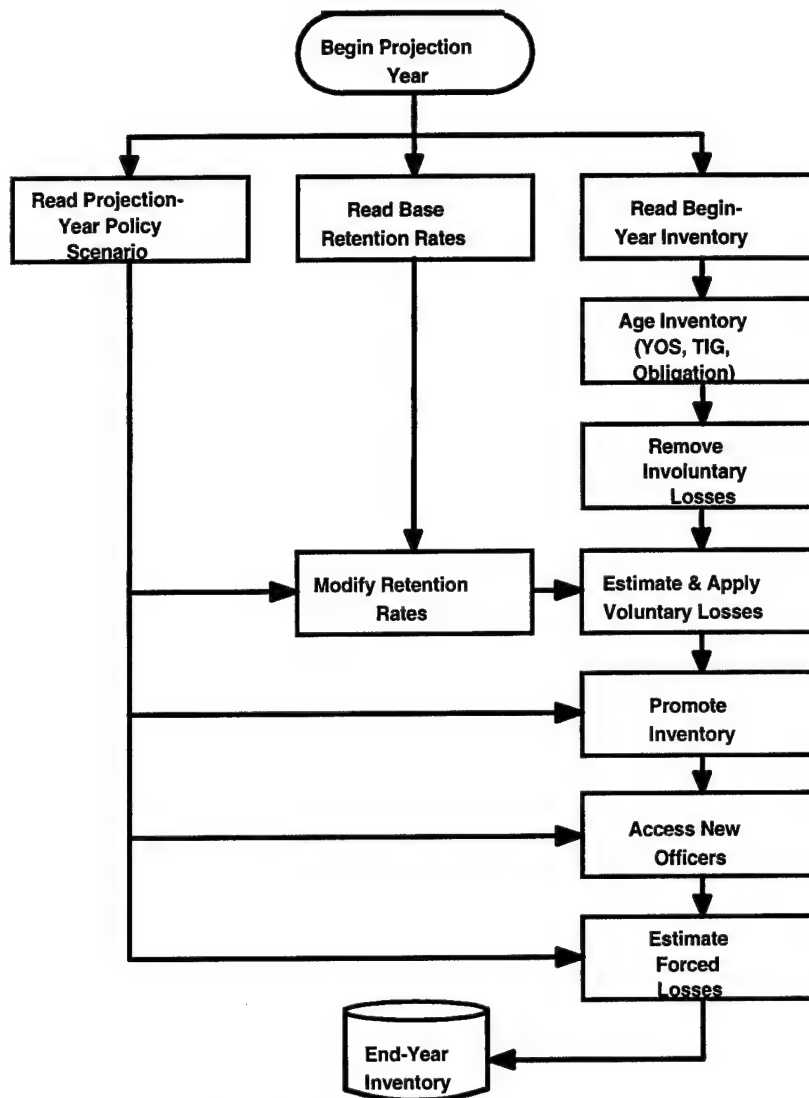 Begin Projection
Year
Read Projection-
Year Policy
Scenario
Read Base
Retention Rates
Read Begin-
Year Inventory
Age Inventory
(YOS, TIG,
Obligation)
Remove
Involuntary
Losses
Modify Retention
Rates
Estimate & Apply
Voluntary Losses
Promote
Inventory
Access New
Officers
Estimate
Forced
Losses
End-Year
Inventory